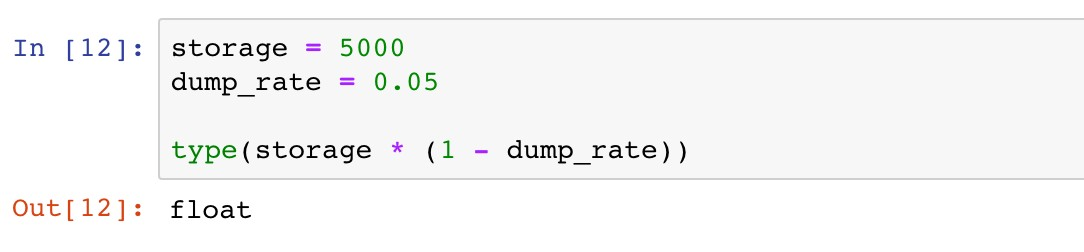 In [12]: storage = 5000
dump_rate = 0.05
type(storage * (1 - dump_rate))
Out[12]: float